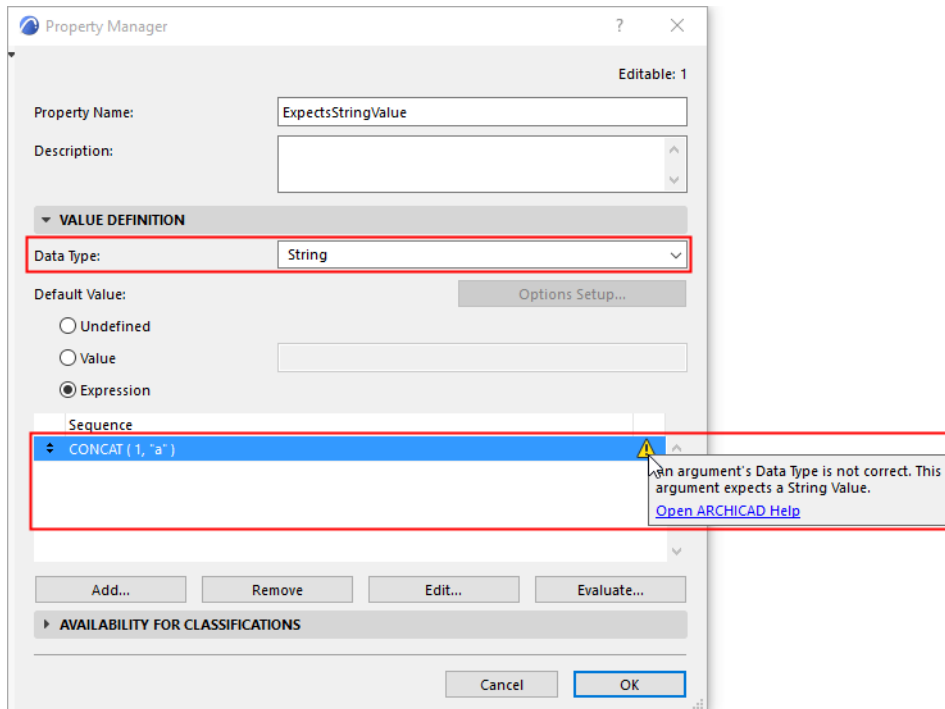 Property Manager
?
Editable: 1
Property Name:
ExpectsStringValue
Description:
VALUE DEFINITION
Data Type:
String
Default Value:
Options Setup...
Undefined
Value
Expression
Sequence
CONCAT ( 1, "a" )
An argument's Data Type is not correct. This
argument expects a String Value.
Open ARCHICAD Help
Add...
Remove
Edit...
Evaluate...
AVAILABILITY FOR CLASSIFICATIONS
Cancel
OK